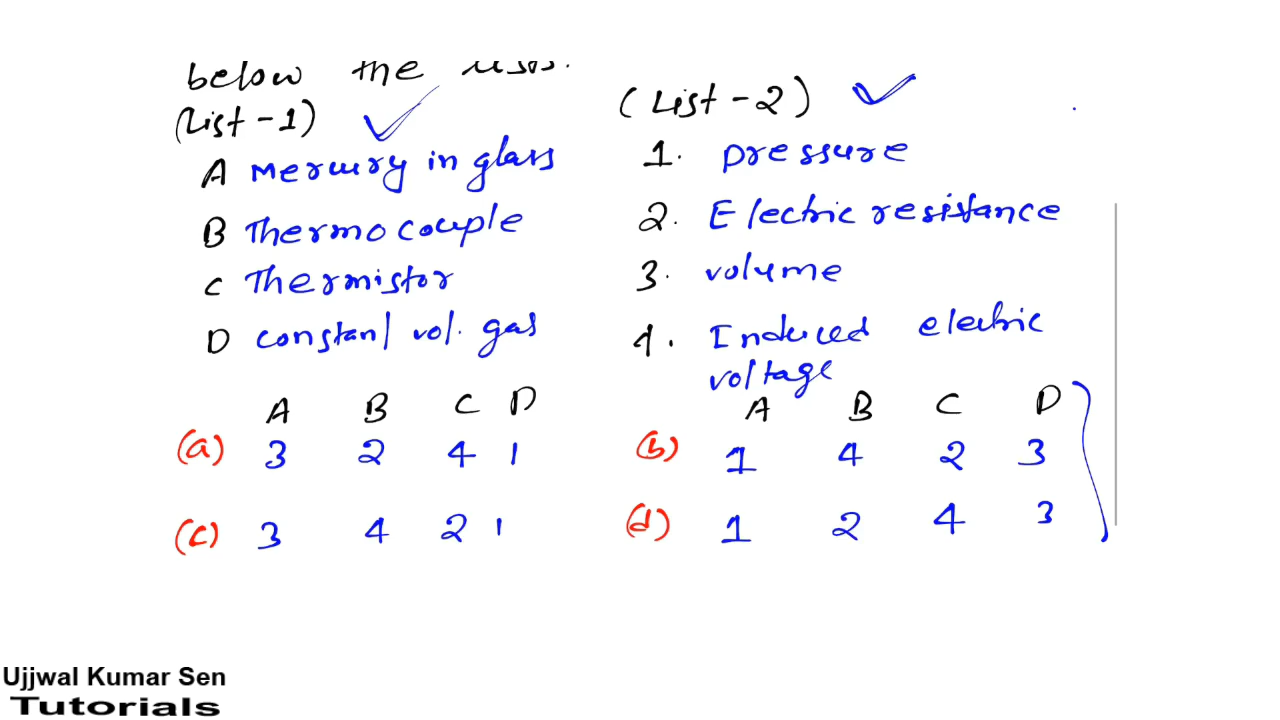 below the
(List-1)
A Mercury in glass
B Thermocouple
C Thermistor
D constant vol. gas
(List-2)
1. pressure
2. Electric resistance
3. volume
4. Induced electric
voltage
A B C D
(a) 3 2 4 1
(c) 3 4 2 1
A B C D
(b) 1 4 2 3
(d) 1 2 4 3
Ujjwal Kumar Sen
Tutorials